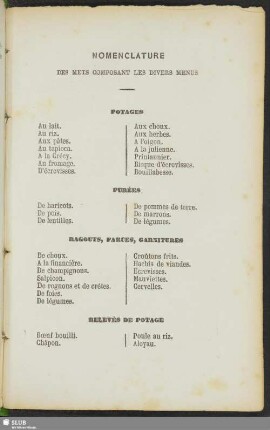 NOMENCLATURE
DES METS COMPOSANT LES DIVERS MENUS
POTAGES
Au lait.
Au riz.
Aux pâtes.
Au tapioca.
A la Crécy.
Au fromage.
D'écrevisses.
Aux choux.
Aux herbes.
A l'oignon.
A la julienne.
Printannier.
Bisque d'écrevisses.
Bouillabesse.
PURÉES
De haricots.
De pois.
De lentilles.
De pommes de terre.
De marrons.
De légumes.
RAGOUTS, FARCES, GARNITURES
De choux.
A la financière.
De champignons.
Salpicon.
De rognons et de crêtes.
De foies.
De légumes.
Croûtons frits.
Hachis de viandes.
Écrevisses.
Mauviettes.
Cervelles.
RELEVÉS DE POTAGE
Bœuf bouilli.
Chapon.
Poule au riz.
Aloyau.
SLUB